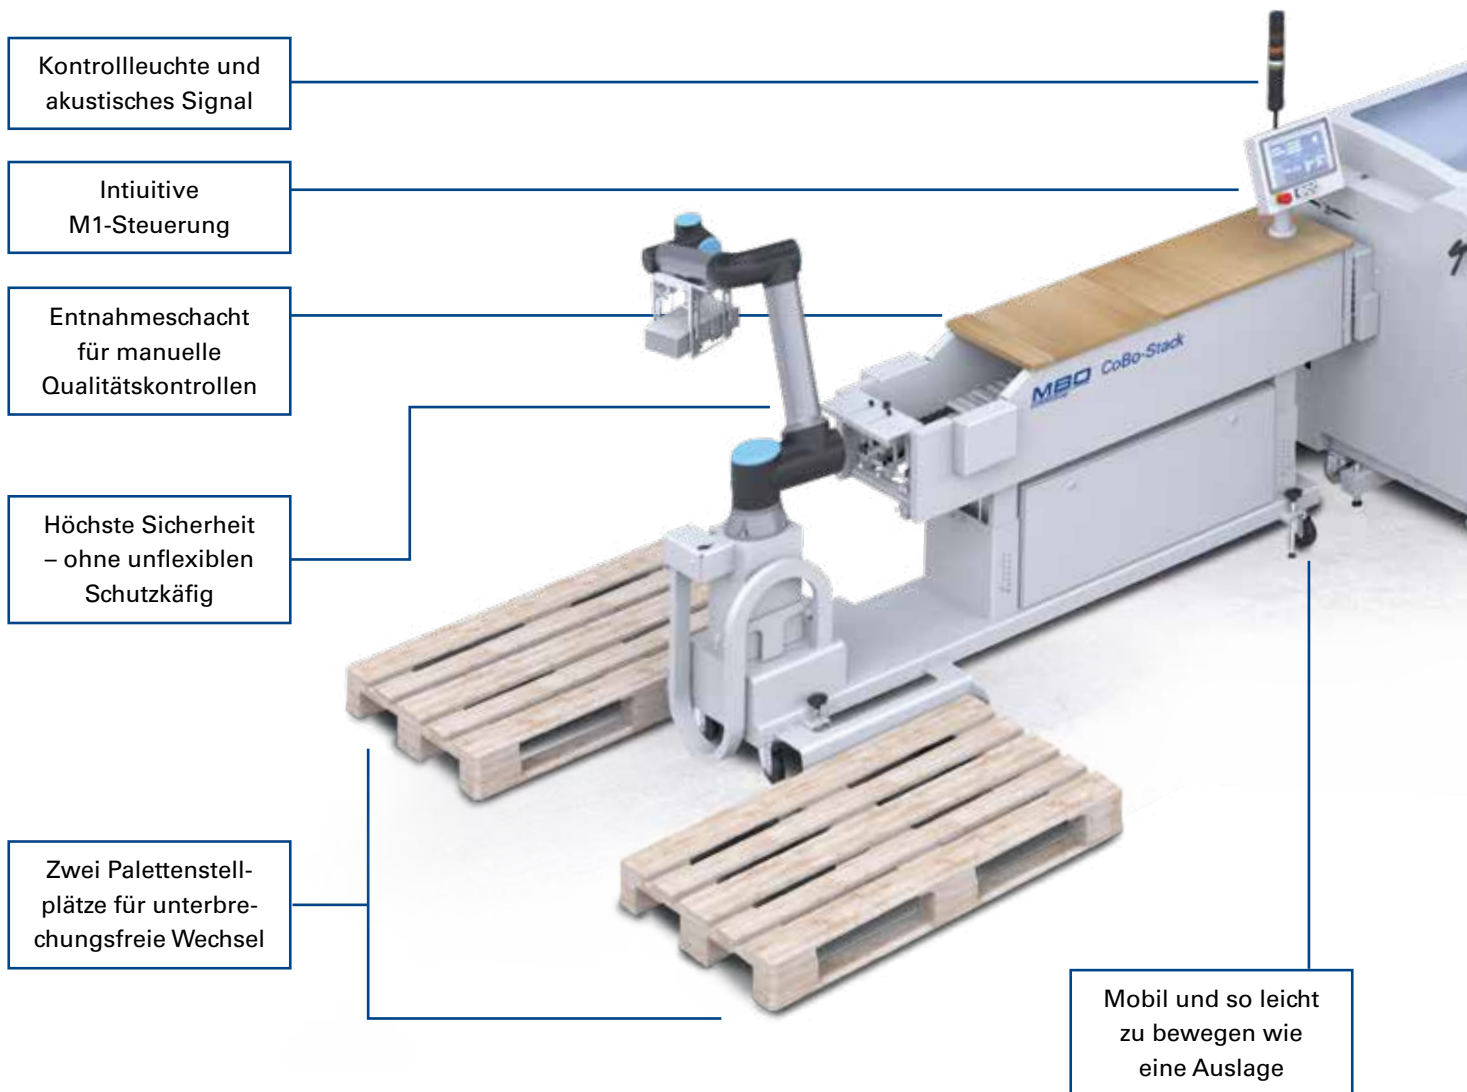 Kontrollleuchte und
akustisches Signal
Intiuitive
M1-Steuerung
Entnahmeschacht
für manuelle
Qualitätskontrollen
Höchste Sicherheit
– ohne unflexiblen
Schutzkäfig
Zwei Palettenstell-
plätze für unterbre-
chungsfreie Wechsel
Mobil und so leicht
zu bewegen wie
eine Auslage
MBO CoBo-Stack